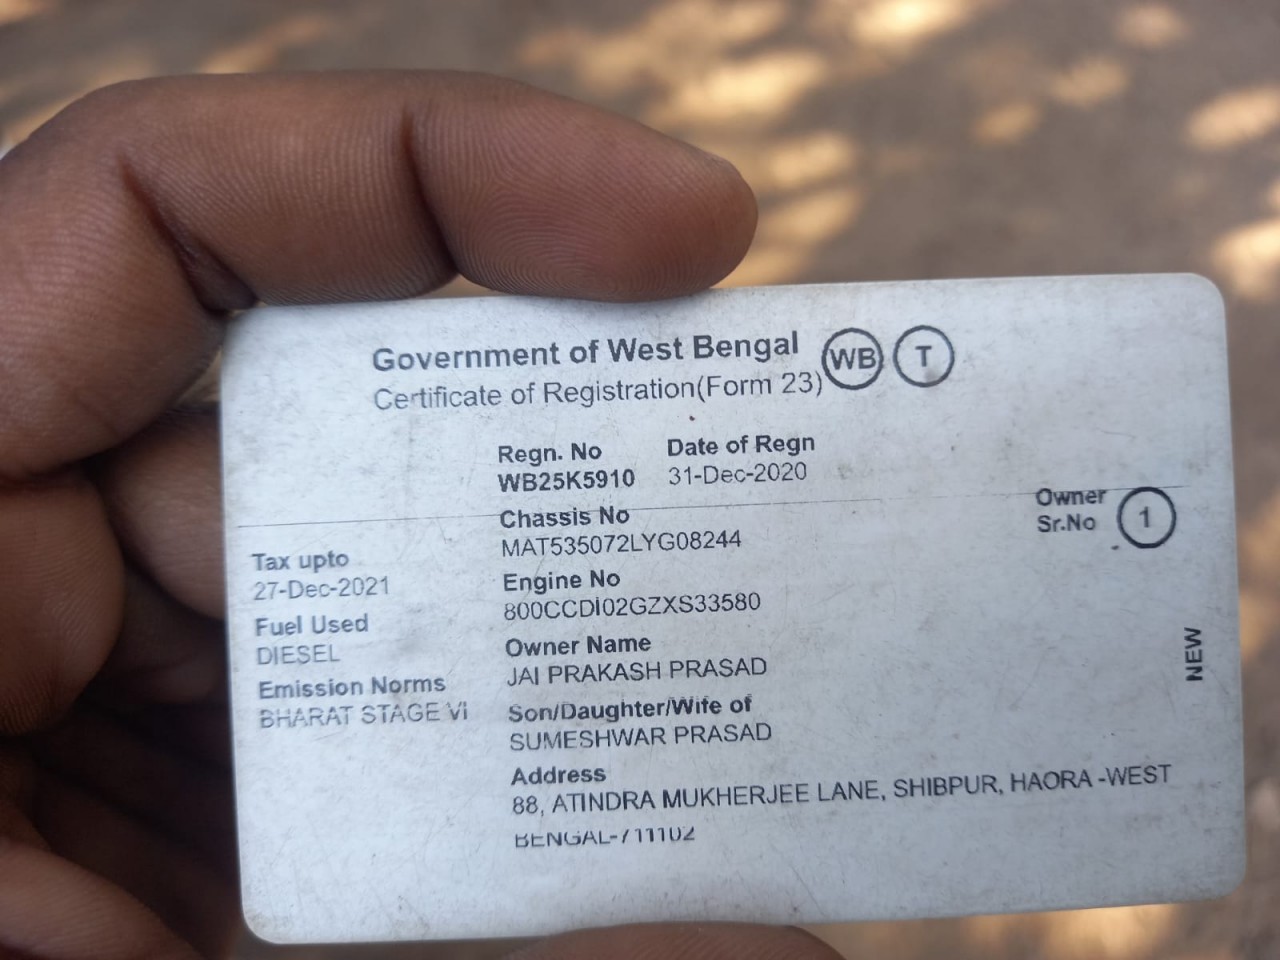 Government of West Bengal WB T
Certificate of Registration(Form 23)
Regn. No Date of Regn
WB25K5910 31-Dec-2020
Owner
Sr.No 1
Chassis No
MAT535072LYG08244
Tax upto
27-Dec-2021
Engine No
800CCDI02GZXS33580
Fuel Used
DIESEL
Owner Name
JAI PRAKASH PRASAD
Emission Norms
BHARAT STAGE VI
Son/Daughter/Wife of
SUMESHWAR PRASAD
NEW
Address
88, ATINDRA MUKHERJEE LANE, SHIBPUR, HAORA -WEST
BENGAL-711102